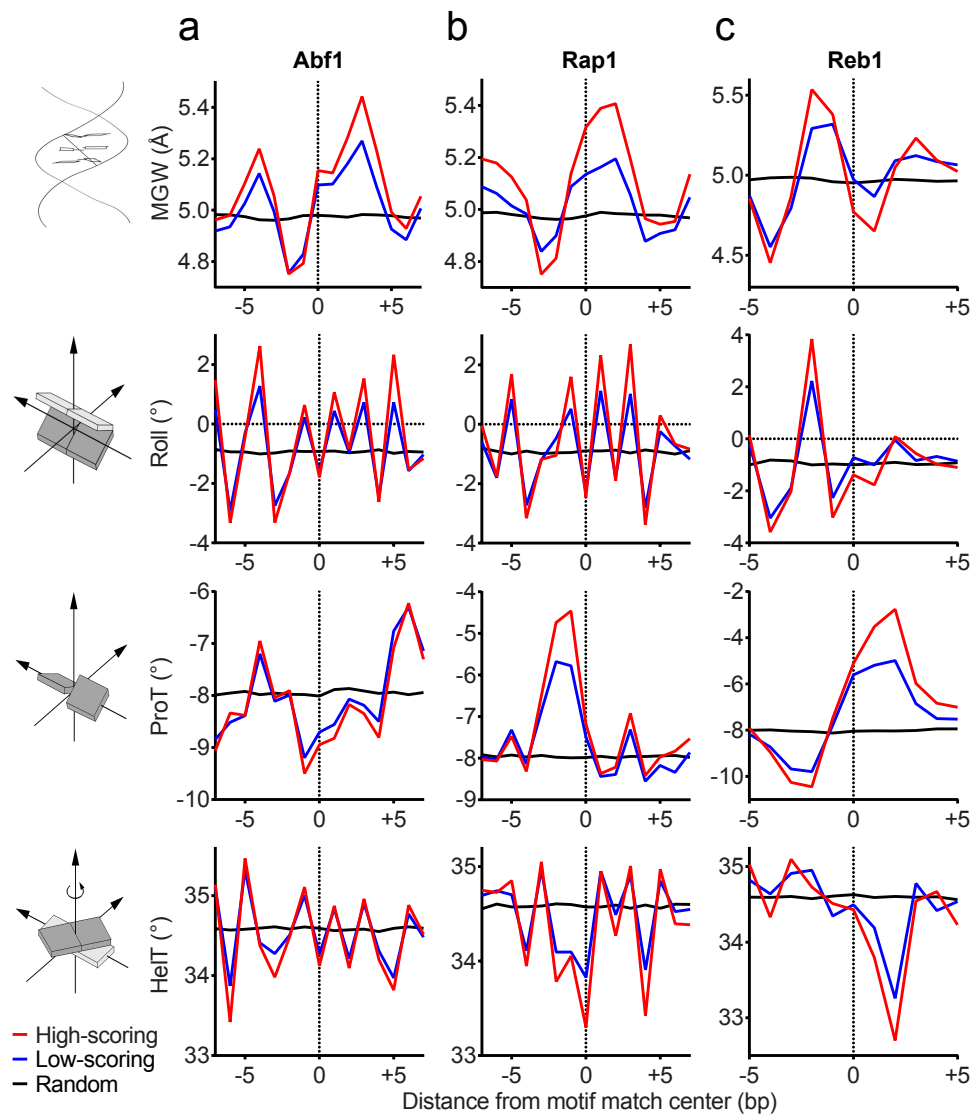 a b c
Abf1 Rap1 Reb1
MGW (Å)
5.4
5.2
5.0
4.8
-5 0 +5
5.4
5.2
5.0
4.8
-5 0 +5
5.5
5.0
4.5
-5 0 +5
Roll (°)
2
0
-2
-4
-5 0 +5
2
0
-2
-4
-5 0 +5
4
2
0
-2
-4
-5 0 +5
ProT (°)
-6
-7
-8
-9
-10
-5 0 +5
-4
-5
-6
-7
-8
-9
-5 0 +5
-2
-4
-6
-8
-10
-5 0 +5
HelT (°)
35
34
33
-5 0 +5
35
34
33
-5 0 +5
35
34
33
-5 0 +5
High-scoring
Low-scoring
Random
Distance from motif match center (bp)